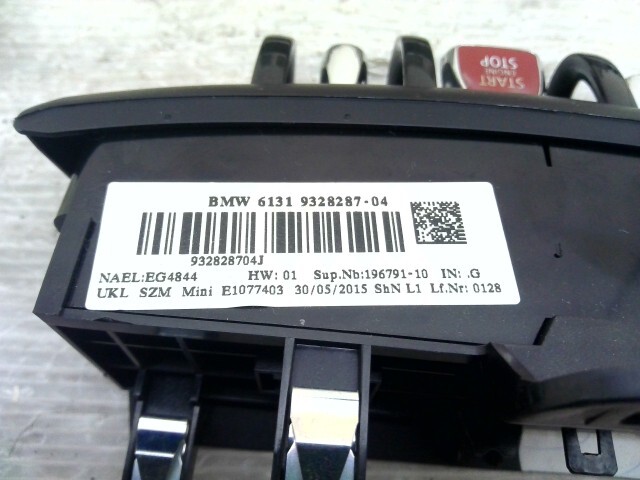 START
ENGINE
STOP
BMW 6131 9328287-04
932828704J
NAEL:EG4844 HW: 01 Sup.Nb:196791-10 IN: .G
UKL SZM Mini E1077403 30/05/2015 ShN L1 Lf.Nr: 0128